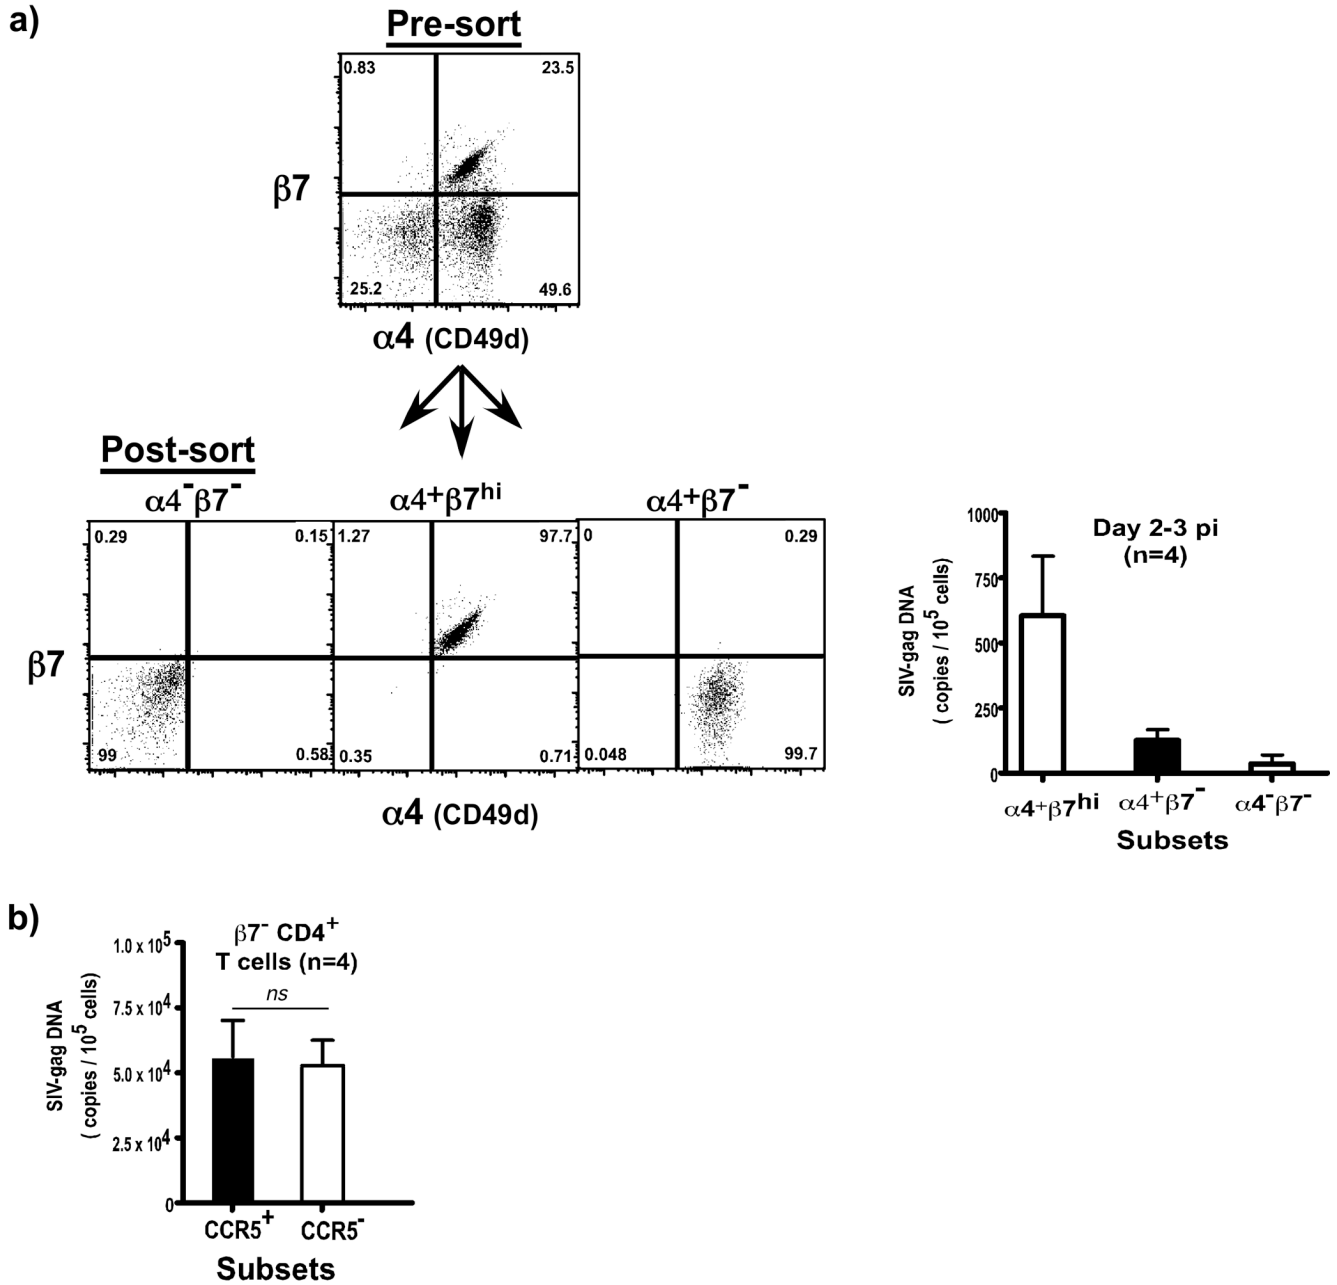 a)
Pre-sort
0.83 23.5
β7
25.2 49.6
α4 (CD49d)
Post-sort
α4⁻β7⁻ α4⁺β7ʰⁱ α4⁺β7⁻
0.29 0.15 1.27 97.7 0 0.29
β7
99 0.58 0.35 0.71 0.048 99.7
α4 (CD49d)
Day 2-3 pi
(n=4)
SIV-gag DNA
( copies / 10⁵ cells)
1000
750
500
250
0
α4⁺β7ʰⁱ α4⁺β7⁻ α4⁻β7⁻
Subsets
b)
β7⁻ CD4⁺
T cells (n=4)
ns
SIV-gag DNA
( copies / 10⁵ cells)
1.0 x 10⁵
7.5 x 10⁴
5.0 x 10⁴
2.5 x 10⁴
0
CCR5⁺ CCR5⁻
Subsets